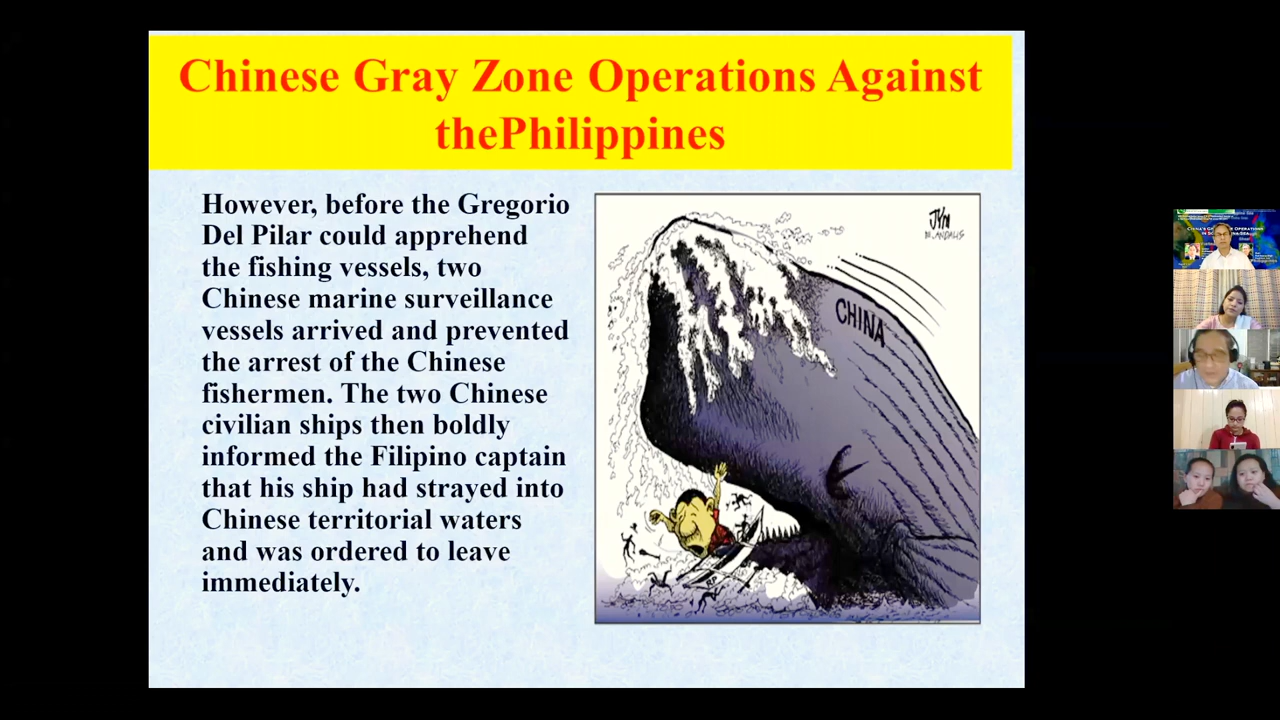 Chinese Gray Zone Operations Against
thePhilippines
However, before the Gregorio
Del Pilar could apprehend
the fishing vessels, two
Chinese marine surveillance
vessels arrived and prevented
the arrest of the Chinese
fishermen. The two Chinese
civilian ships then boldly
informed the Filipino captain
that his ship had strayed into
Chinese territorial waters
and was ordered to leave
immediately.
CHINA
RP